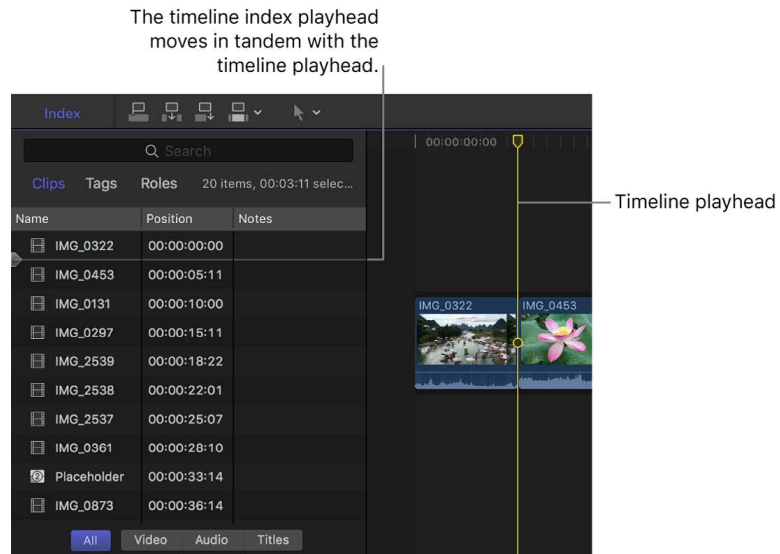 The timeline index playhead
moves in tandem with the
timeline playhead.
Index
Search
Clips Tags Roles 20 items, 00:03:11 selec...
Name Position Notes
IMG_0322 00:00:00:00
IMG_0453 00:00:05:11
IMG_0131 00:00:10:00
IMG_0297 00:00:15:11
IMG_2539 00:00:18:22
IMG_2538 00:00:22:01
IMG_2537 00:00:25:07
IMG_0361 00:00:28:10
Placeholder 00:00:33:14
IMG_0873 00:00:36:14
All Video Audio Titles
00:00:00:00
Timeline playhead
IMG_0322 IMG_0453